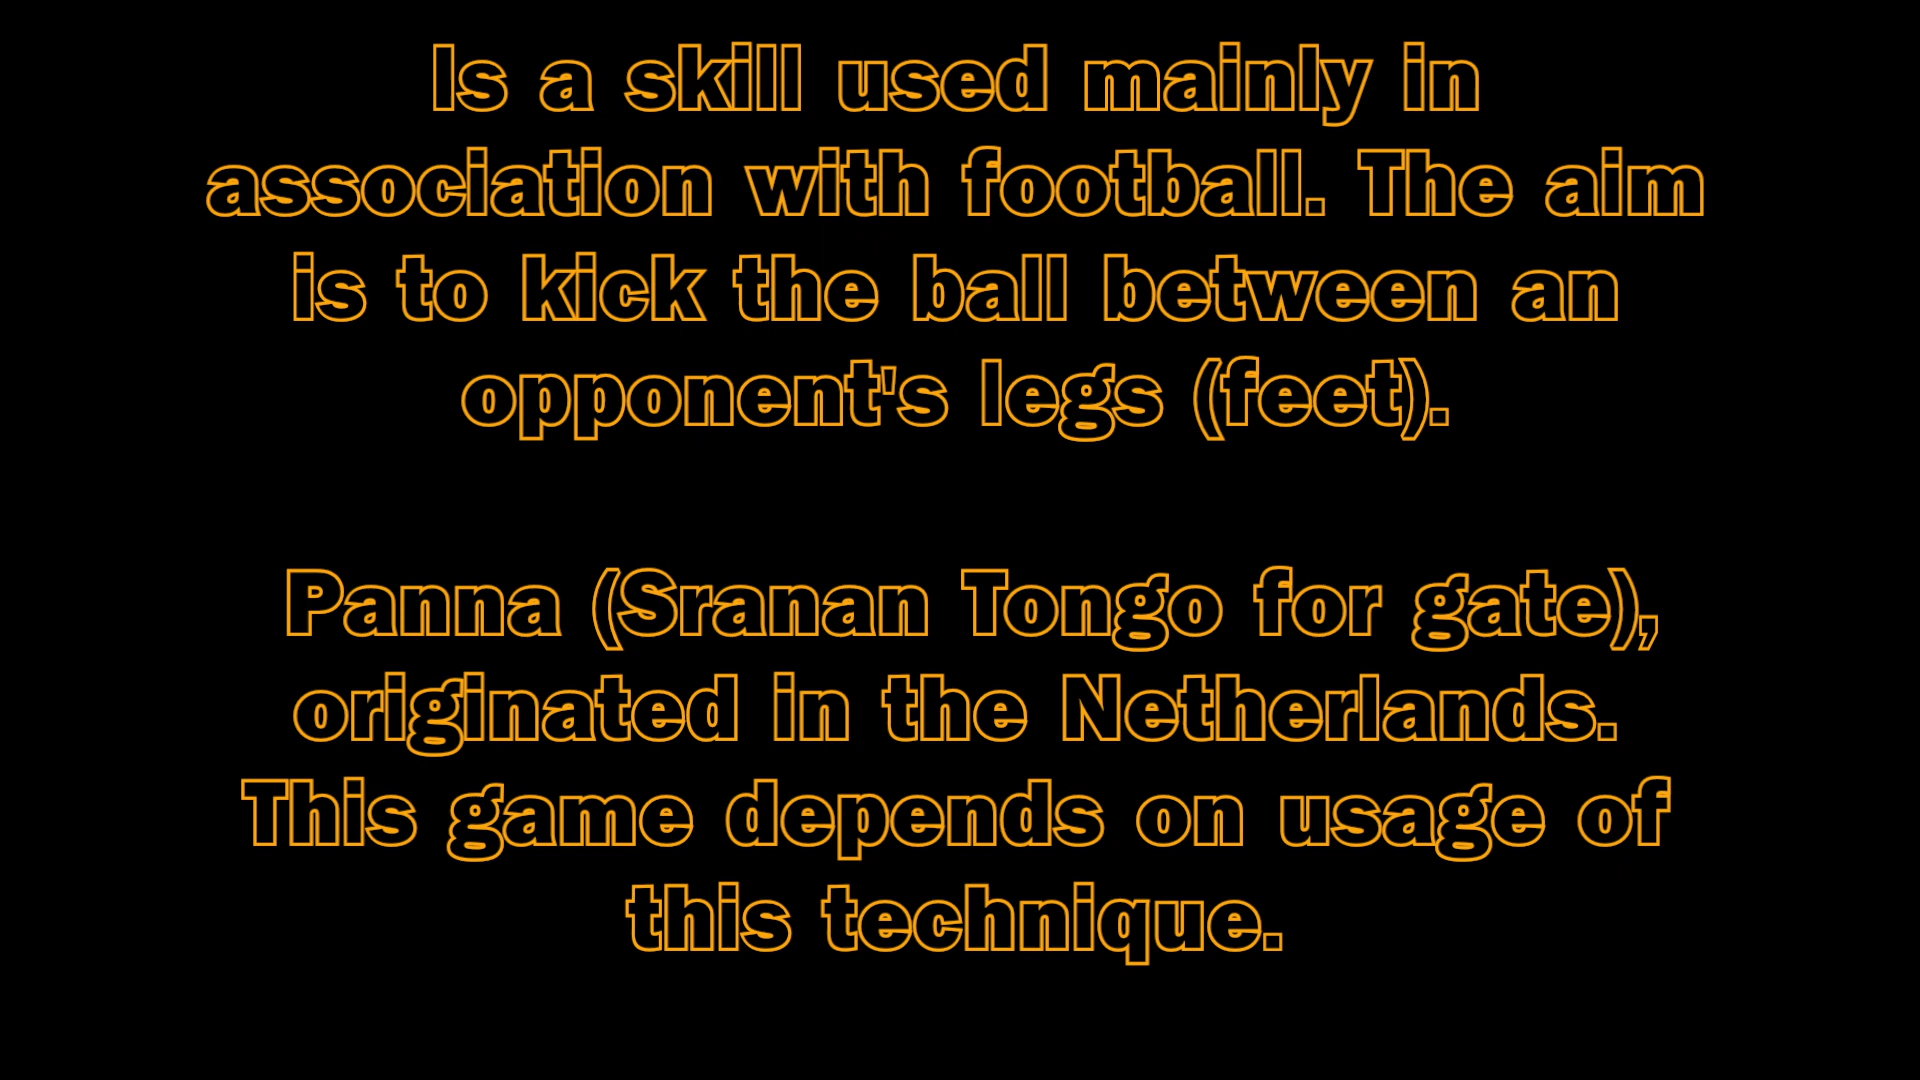 Is a skill used mainly in
association with football. The aim
is to kick the ball between an
opponent's legs (feet).
Panna (Sranan Tongo for gate),
originated in the Netherlands.
This game depends on usage of
this technique.